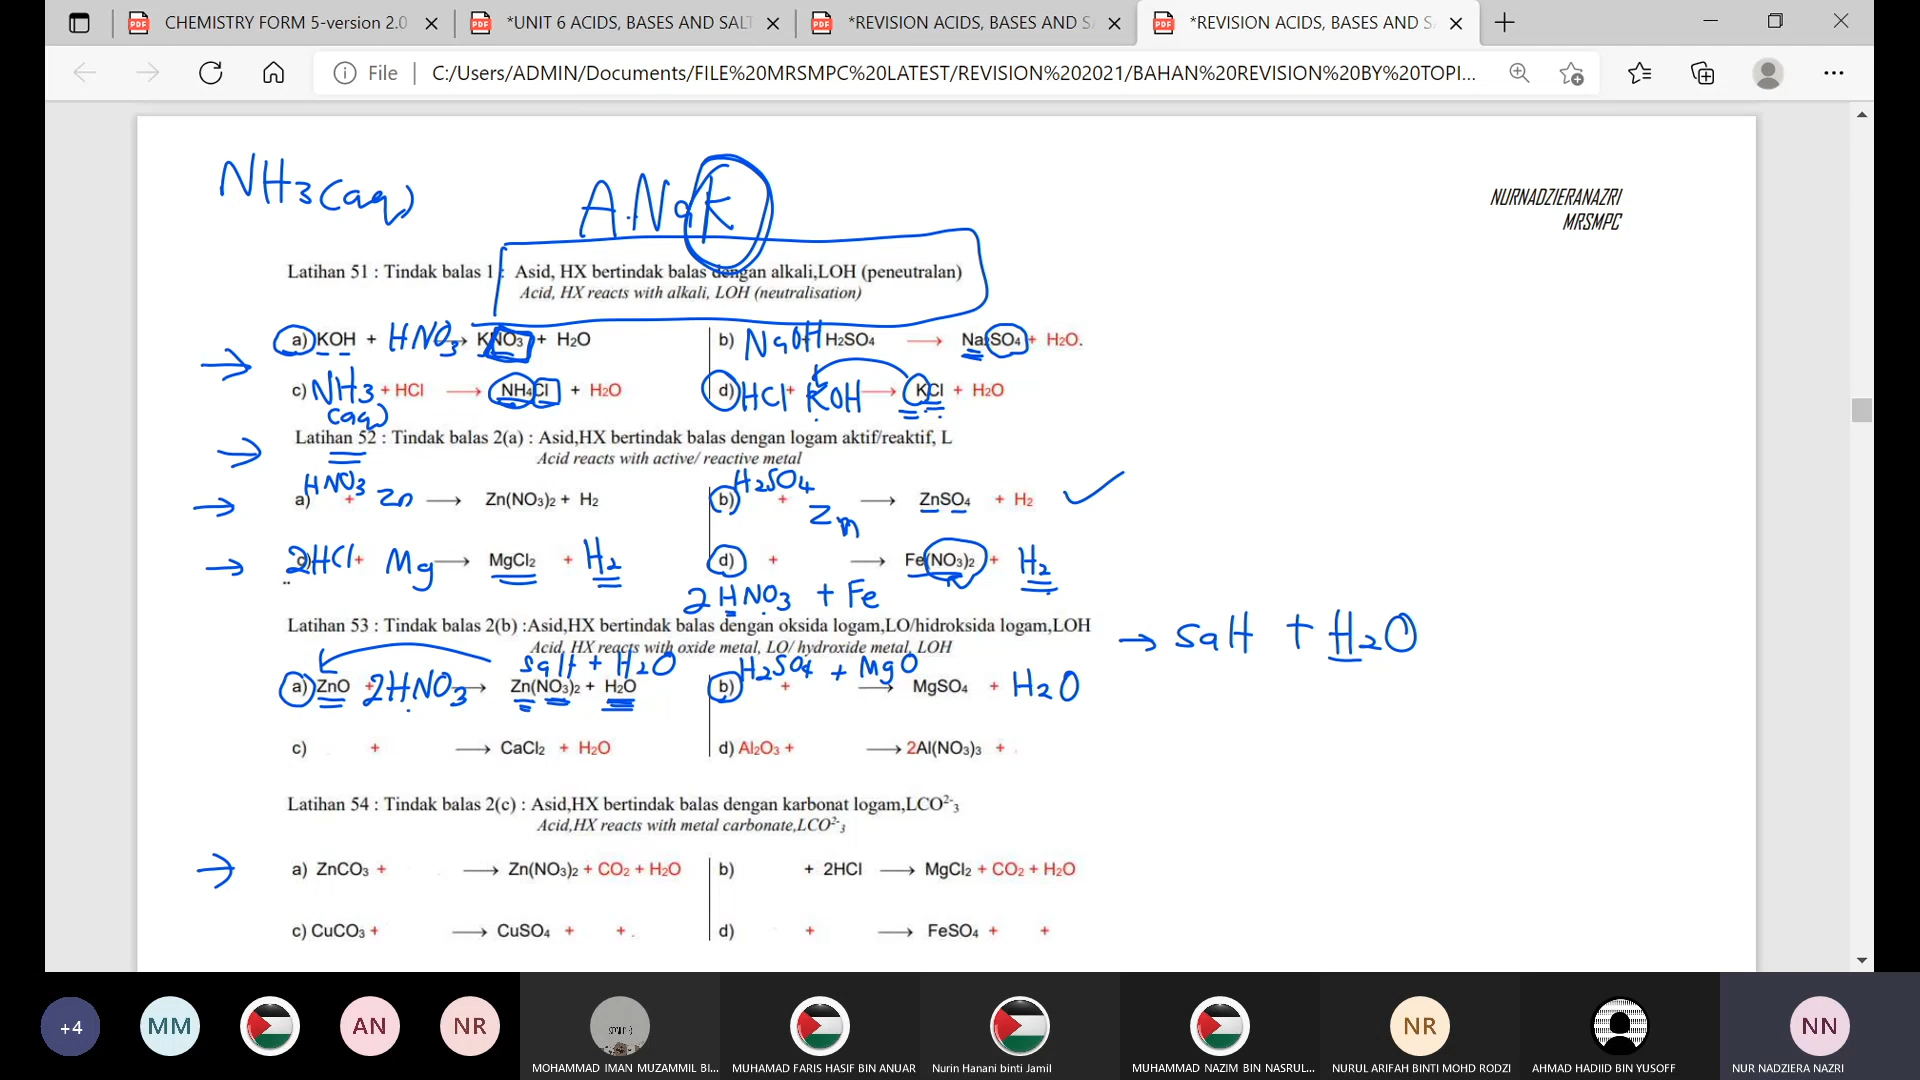 CHEMISTRY FORM 5-version 2.0
*UNIT 6 ACIDS, BASES AND SALT
*REVISION ACIDS, BASES AND SA
*REVISION ACIDS, BASES AND SA
File C:/Users/ADMIN/Documents/FILE%20MRSMPC%20LATEST/REVISION%202021/BAHAN%20REVISION%20BY%20TOPI...
NH3(aq)
A.NaK
NURNADZIERANAZRI
MRSMPC
Latihan 51 : Tindak balas 1 : Asid, HX bertindak balas dengan alkali,LOH (peneutralan)
Acid, HX reacts with alkali, LOH (neutralisation)
a) KOH + HNO3 → KNO3 + H2O
b) NaOH + H2SO4 → Na2SO4 + H2O.
c) NH3 (aq) + HCl → NH4Cl + H2O
d) HCl + KOH → KCl + H2O
Latihan 52 : Tindak balas 2(a) : Asid,HX bertindak balas dengan logam aktif/reaktif, L
Acid reacts with active/ reactive metal
a) HNO3 + Zn → Zn(NO3)2 + H2
b) H2SO4 + Zn → ZnSO4 + H2
c) 2HCl + Mg → MgCl2 + H2
d) + → Fe(NO3)2 + H2
2HNO3 + Fe
Latihan 53 : Tindak balas 2(b) :Asid,HX bertindak balas dengan oksida logam,LO/hidroksida logam,LOH
→ salt + H2O
Acid, HX reacts with oxide metal, LO/ hydroxide metal, LOH
salt + H2O
a) ZnO + 2HNO3 → Zn(NO3)2 + H2O
H2SO4 + MgO
b) + → MgSO4 + H2O
c) + → CaCl2 + H2O
d) Al2O3 + → 2Al(NO3)3 +
Latihan 54 : Tindak balas 2(c) : Asid,HX bertindak balas dengan karbonat logam,LCO2-3
Acid,HX reacts with metal carbonate,LCO2-3
a) ZnCO3 + → Zn(NO3)2 + CO2 + H2O
b) + 2HCl → MgCl2 + CO2 + H2O
c) CuCO3 + → CuSO4 + + .
d) + → FeSO4 + +
+4
MM
AN
NR
NR
NN
MOHAMMAD IMAN MUZAMMIL BI...
MUHAMAD FARIS HASIF BIN ANUAR
Nurin Hanani binti Jamil
MUHAMMAD NAZIM BIN NASRUL...
NURUL ARIFAH BINTI MOHD RODZI
AHMAD HADIID BIN YUSOFF
NUR NADZIERA NAZRI